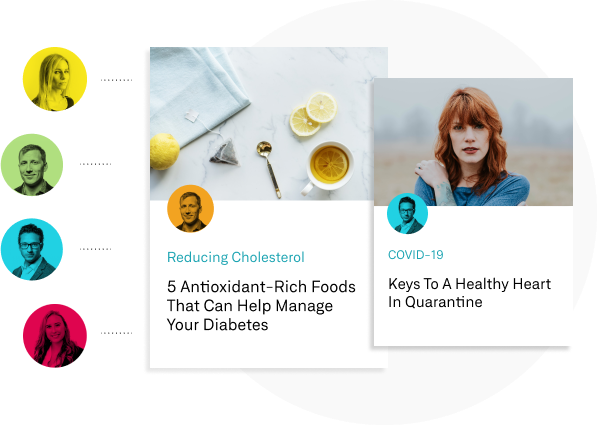 Reducing Cholesterol
5 Antioxidant-Rich Foods
That Can Help Manage
Your Diabetes
COVID-19
Keys To A Healthy Heart
In Quarantine